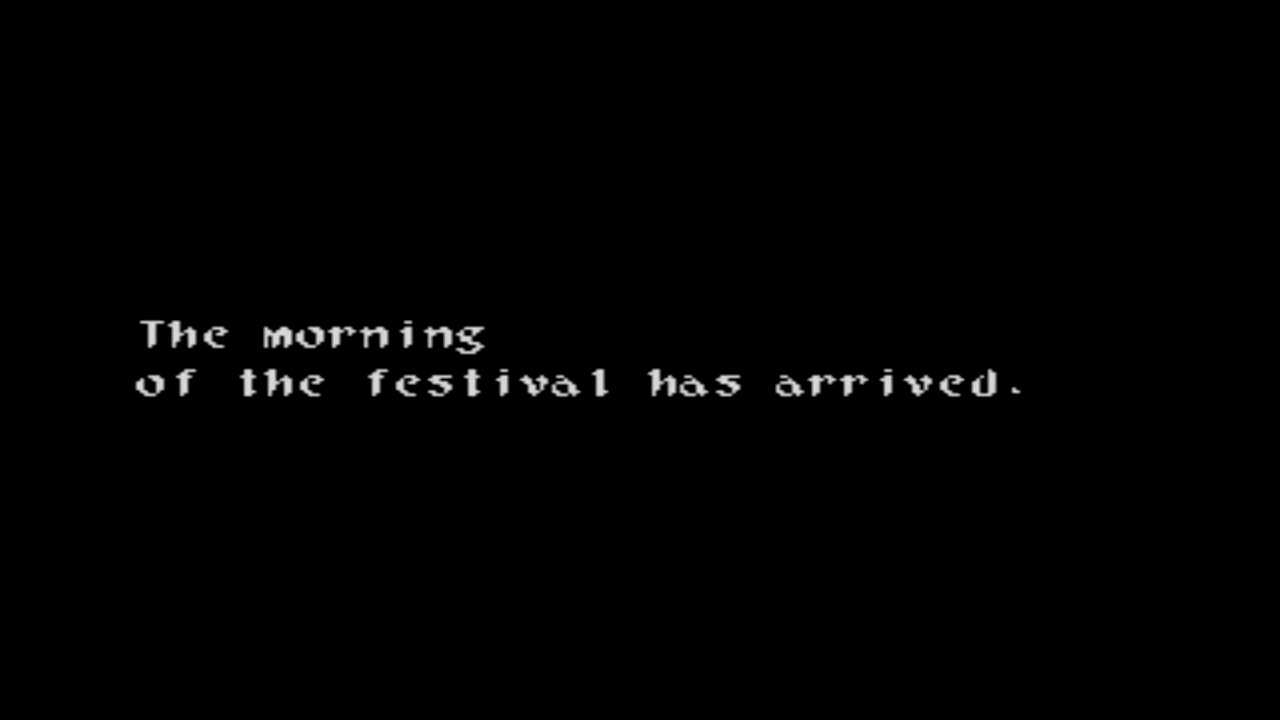 The morning
of the festival has arrived.